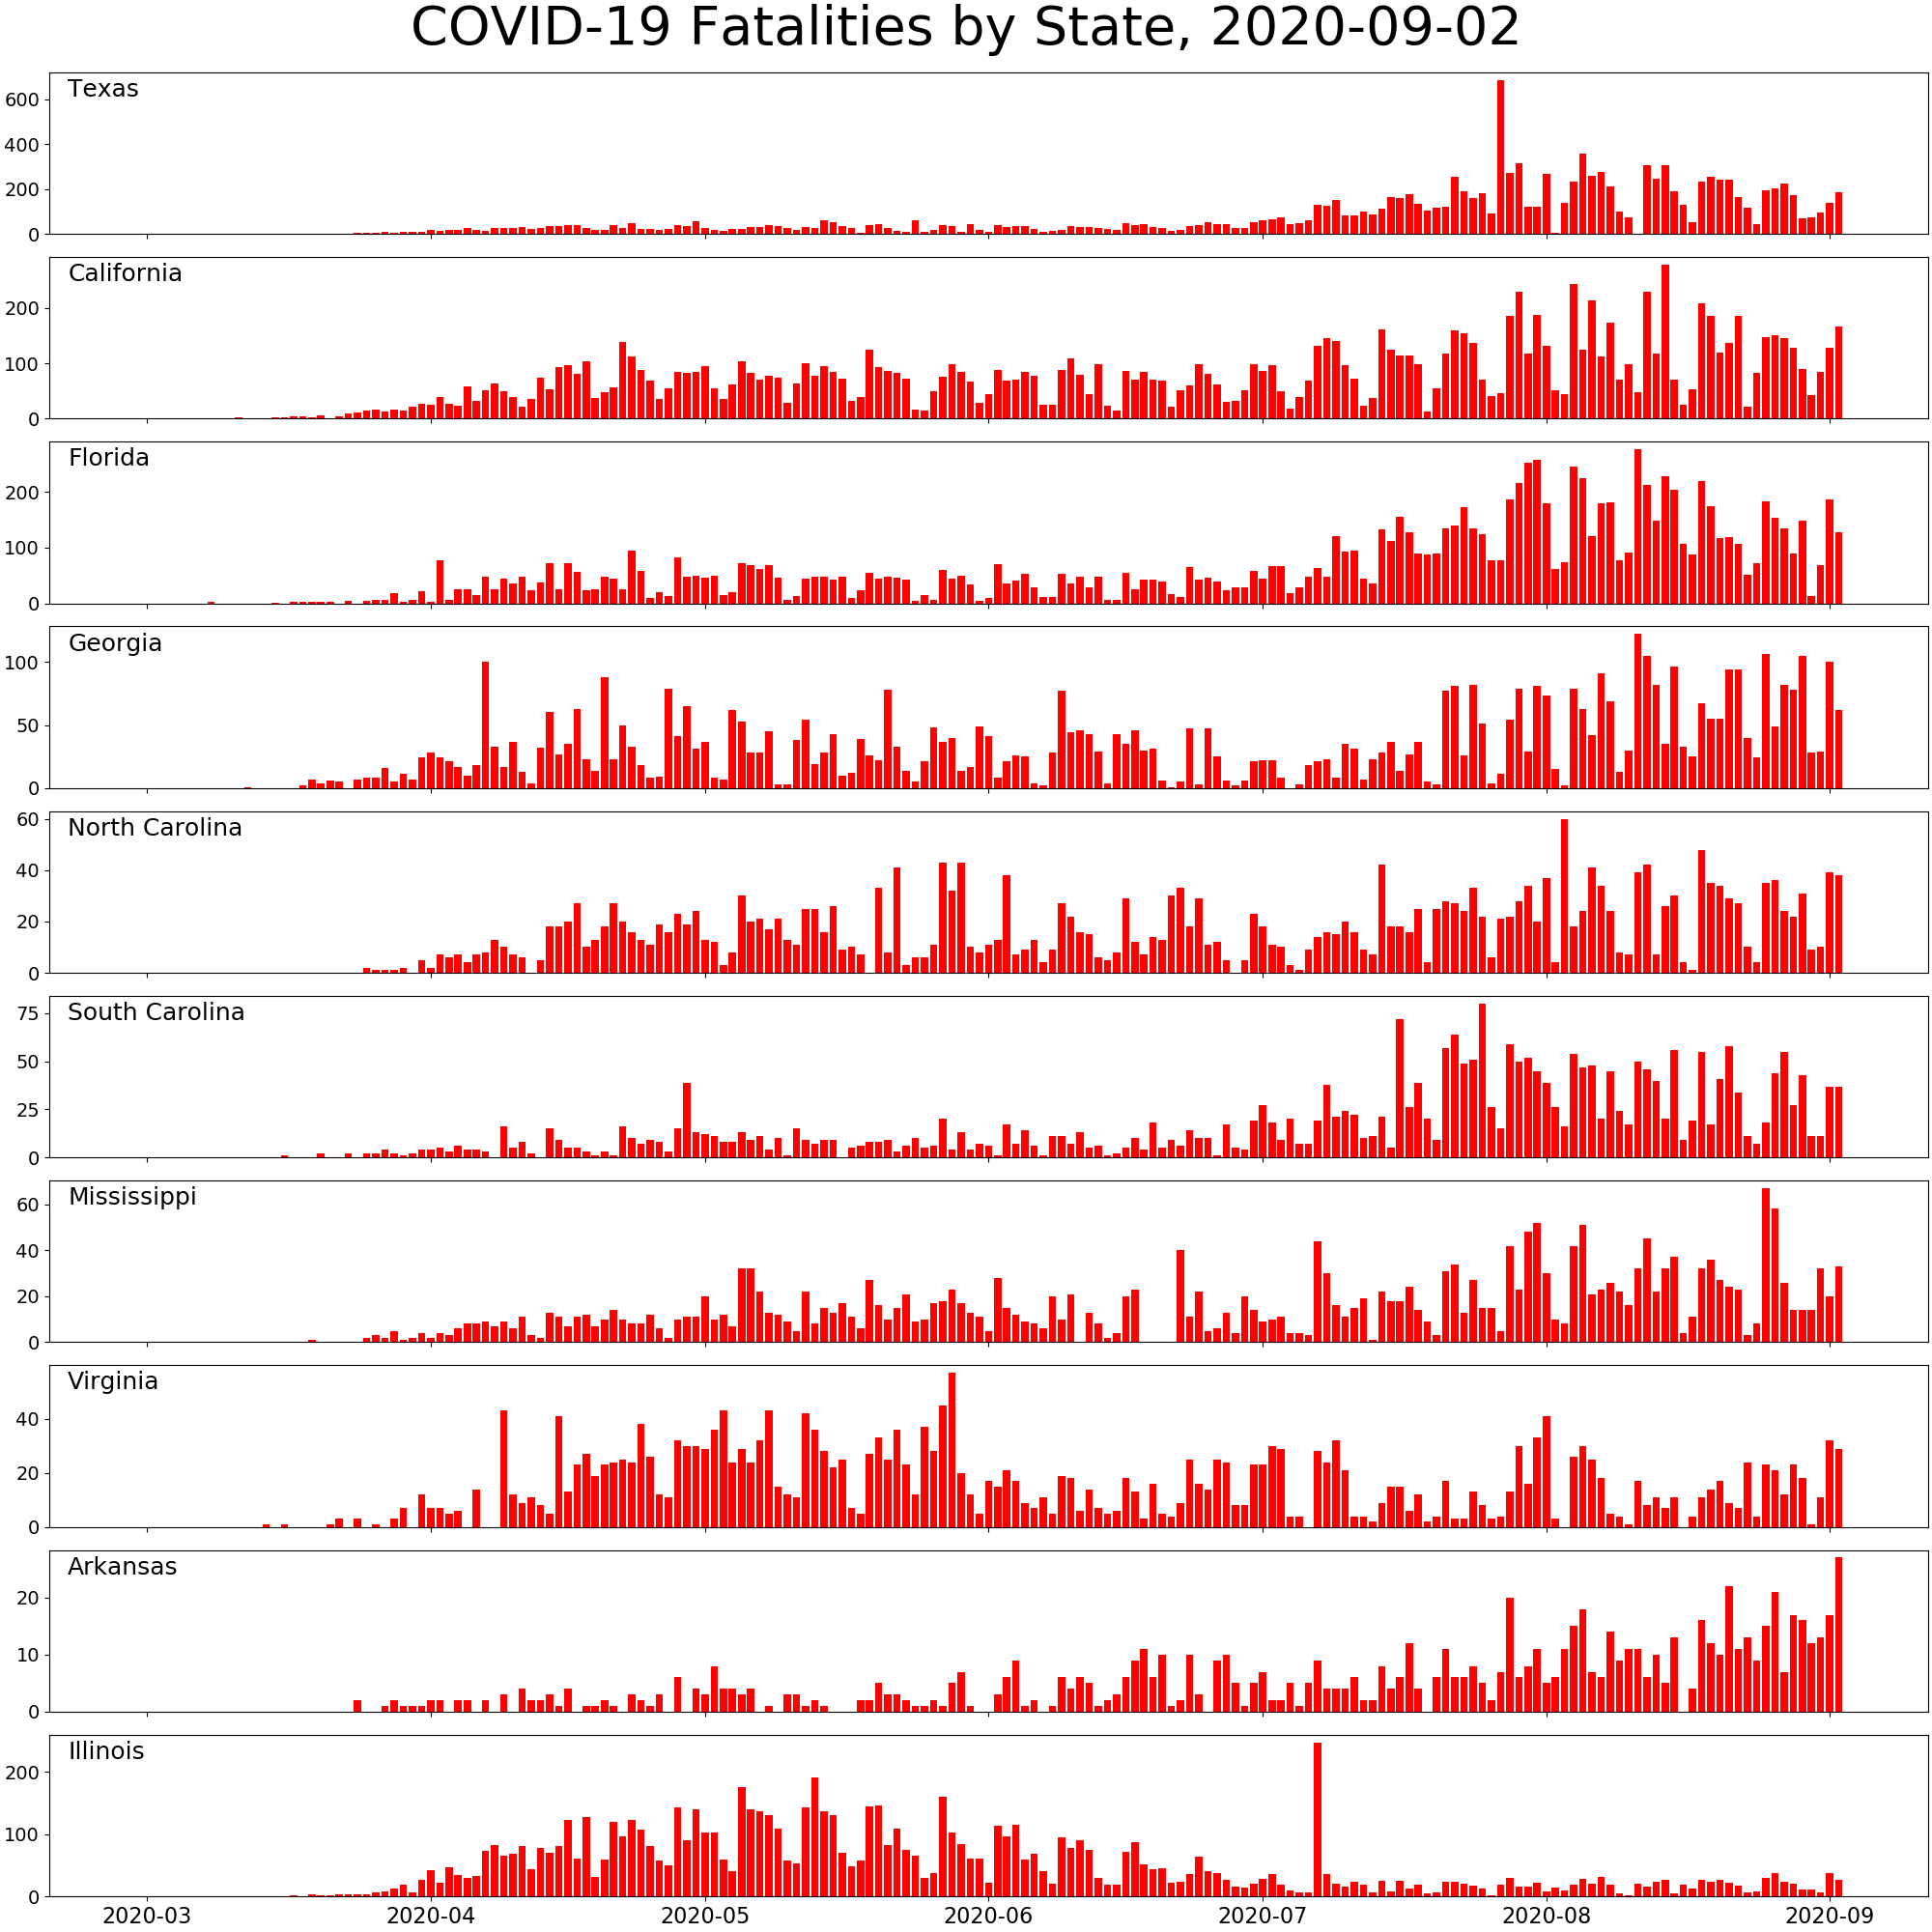 COVID-19 Fatalities by State, 2020-09-02
Texas
600
400
200
0
California
200
100
0
Florida
200
100
0
Georgia
100
50
0
North Carolina
60
40
20
0
South Carolina
75
50
25
0
Mississippi
60
40
20
0
Virginia
40
20
0
Arkansas
20
10
0
Illinois
200
100
0
2020-03 2020-04 2020-05 2020-06 2020-07 2020-08 2020-09